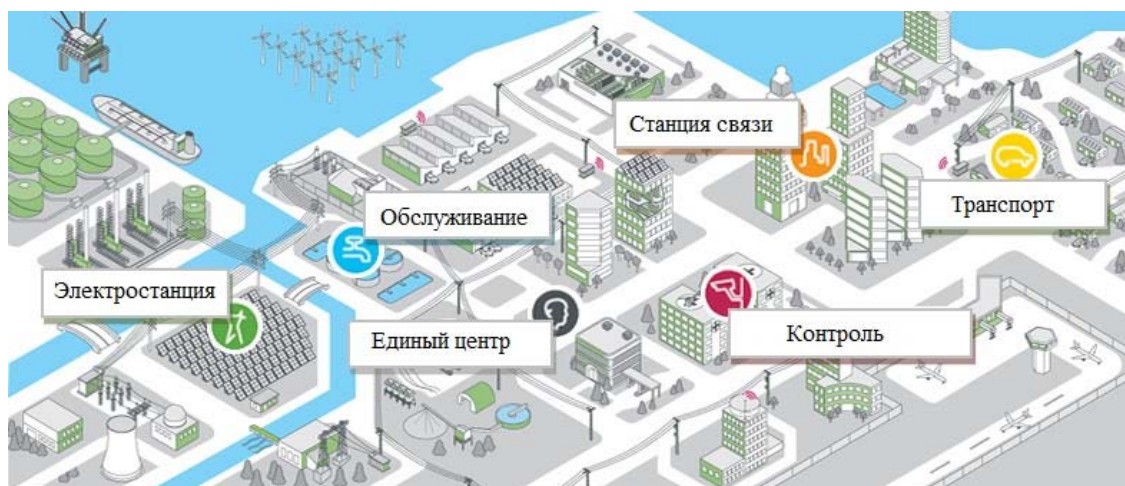 Станция связи
Обслуживание
Транспорт
Электростанция
Единый центр
Контроль